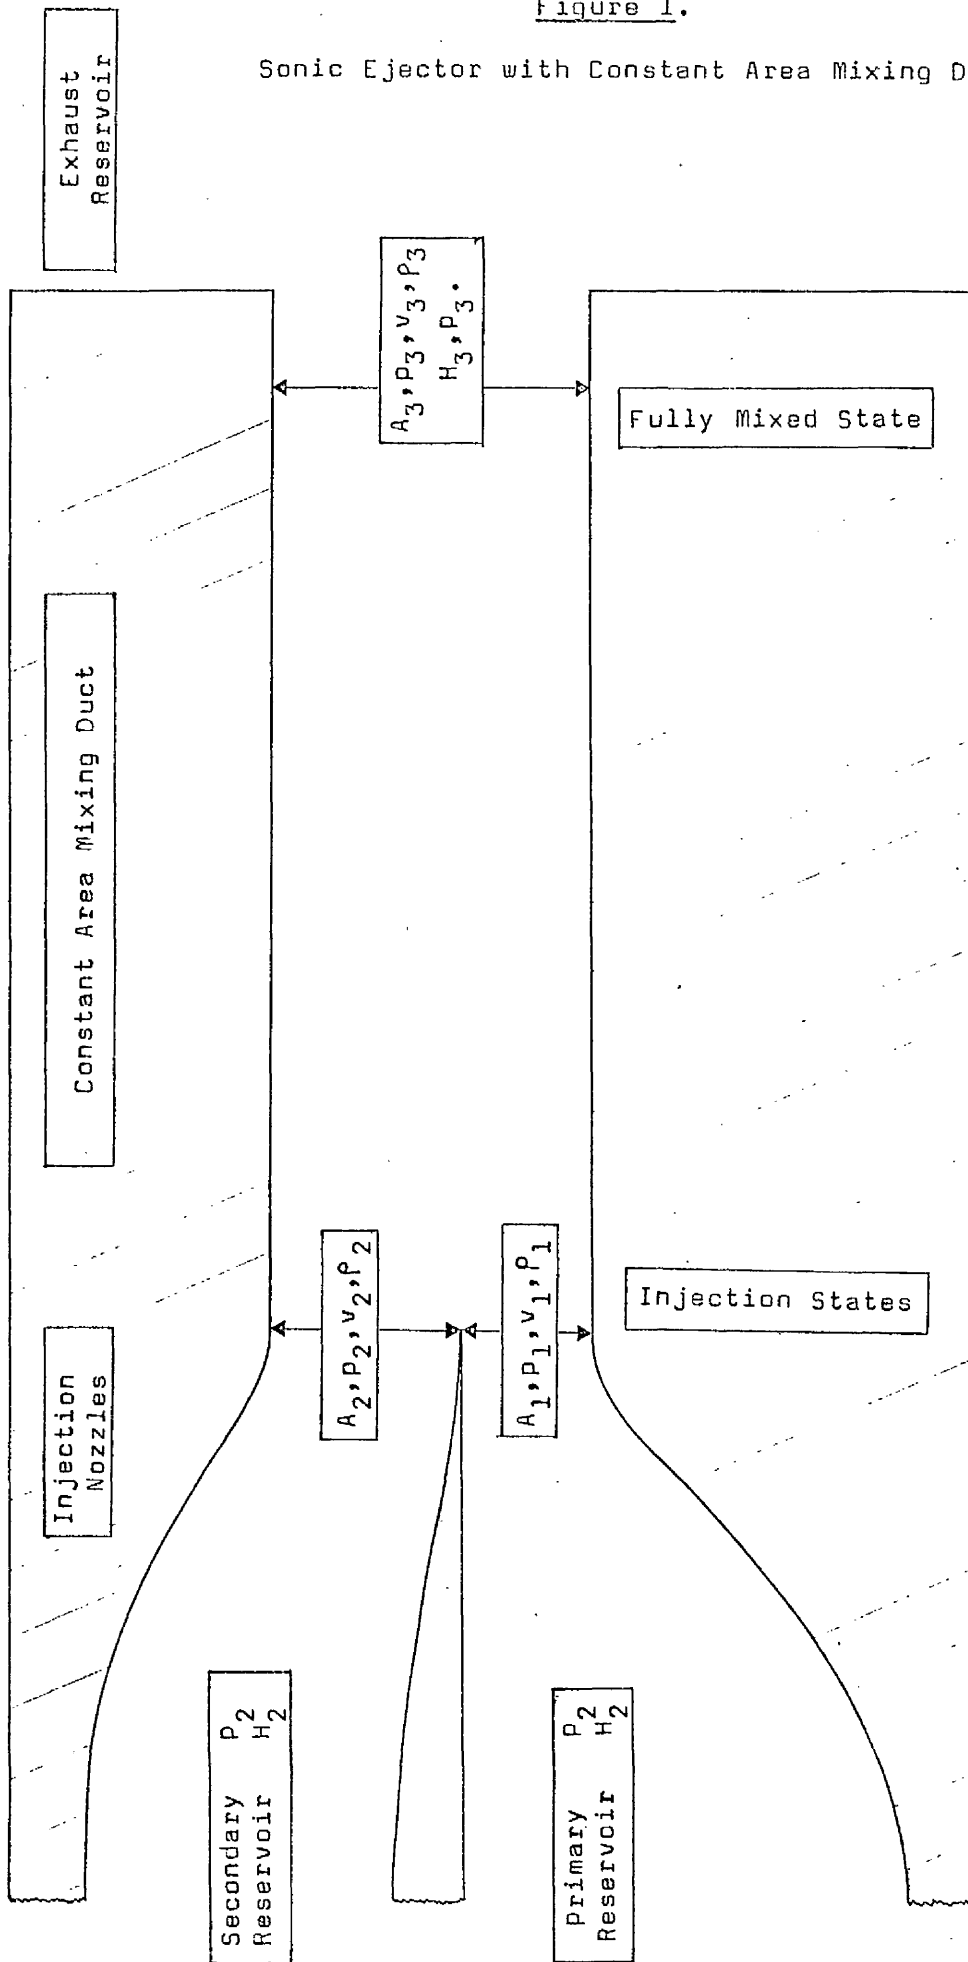 Figure 1.
Sonic Ejector with Constant Area Mixing D
Exhaust
Reservoir
A3,p3,v3,ρ3
H3,P3.
Fully Mixed State
Constant Area Mixing Duct
A2,p2,v2,ρ2
A1,p1,v1,ρ1
Injection States
Injection
Nozzles
Secondary P2
Reservoir H2
Primary P2
Reservoir H2